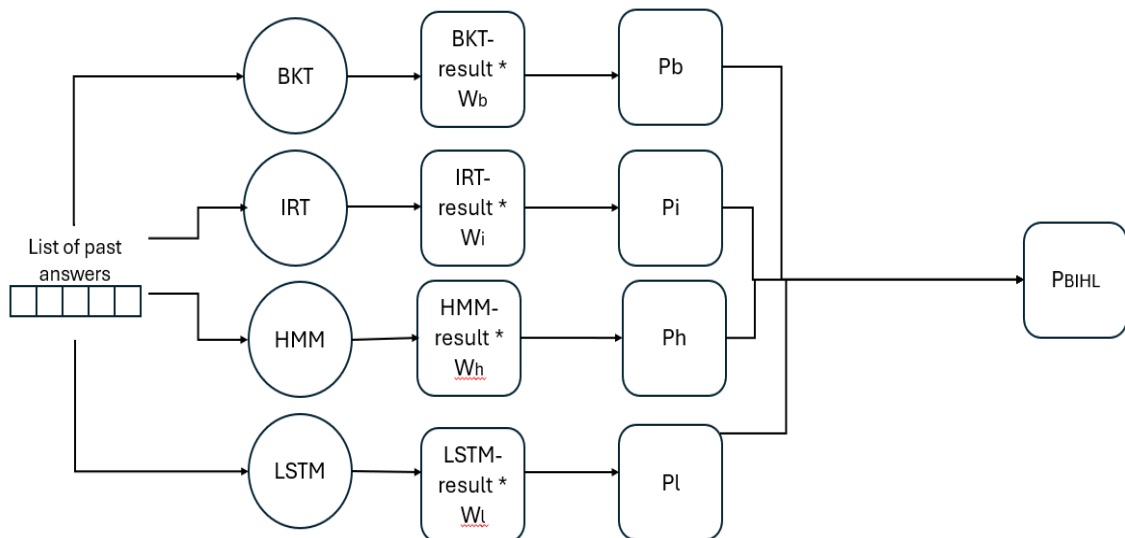 BKT
BKT-
result *
Wb
Pb
IRT
IRT-
result *
Wi
Pi
List of past
answers
PBIHL
HMM
HMM-
result *
Wh
Ph
LSTM
LSTM-
result *
Wl
Pl